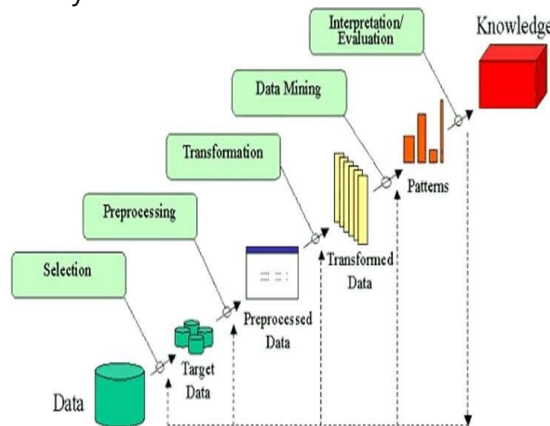 Interpretation/
Evaluation
Knowledge
Data Mining
Transformation
Patterns
Preprocessing
Transformed
Data
Selection
Preprocessed
Data
Target
Data
Data